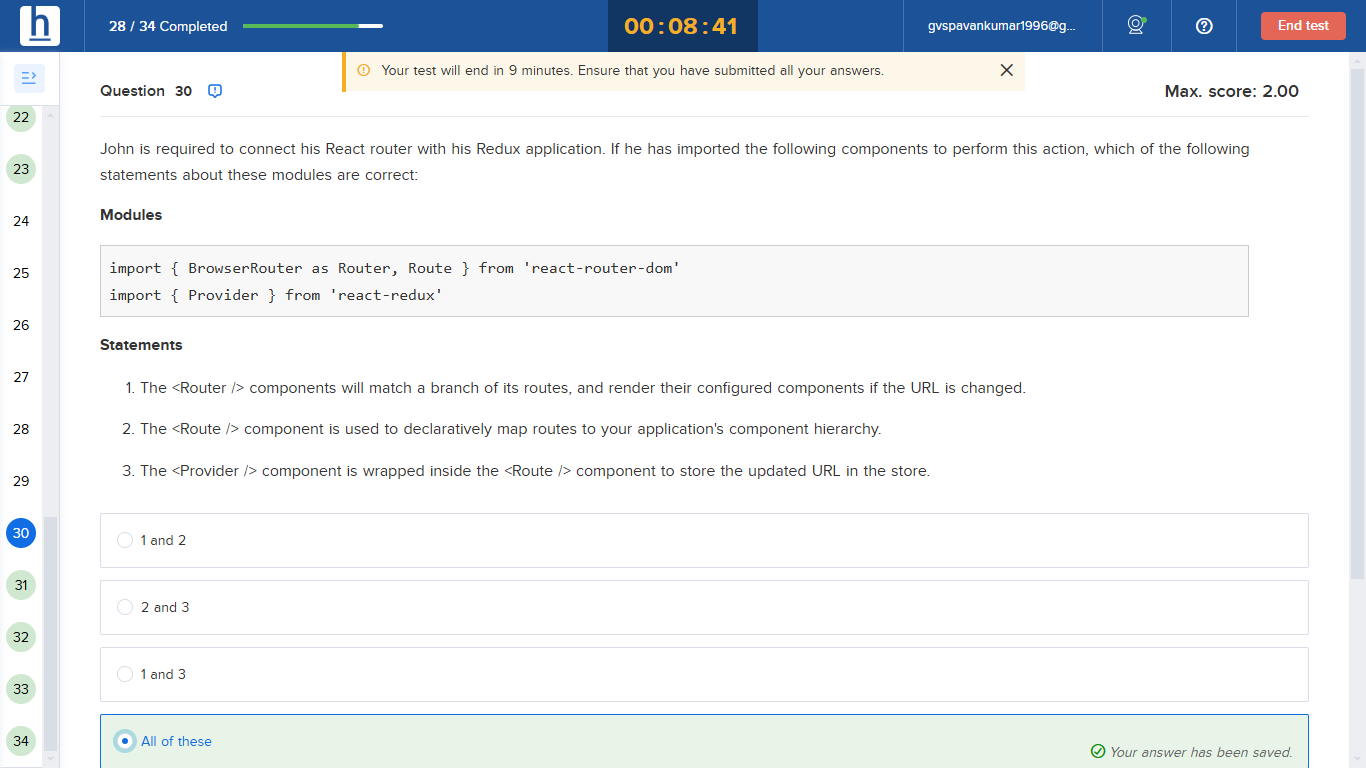 h
28 / 34 Completed
00 : 08 : 41
gvspavankumar1996@g...
End test
Your test will end in 9 minutes. Ensure that you have submitted all your answers.
Question 30
Max. score: 2.00
22
23
24
25
26
27
28
29
30
31
32
33
34
John is required to connect his React router with his Redux application. If he has imported the following components to perform this action, which of the following
statements about these modules are correct:
Modules
import { BrowserRouter as Router, Route } from 'react-router-dom'
import { Provider } from 'react-redux'
Statements
1. The <Router /> components will match a branch of its routes, and render their configured components if the URL is changed.
2. The <Route /> component is used to declaratively map routes to your application's component hierarchy.
3. The <Provider /> component is wrapped inside the <Route /> component to store the updated URL in the store.
1 and 2
2 and 3
1 and 3
All of these
Your answer has been saved.